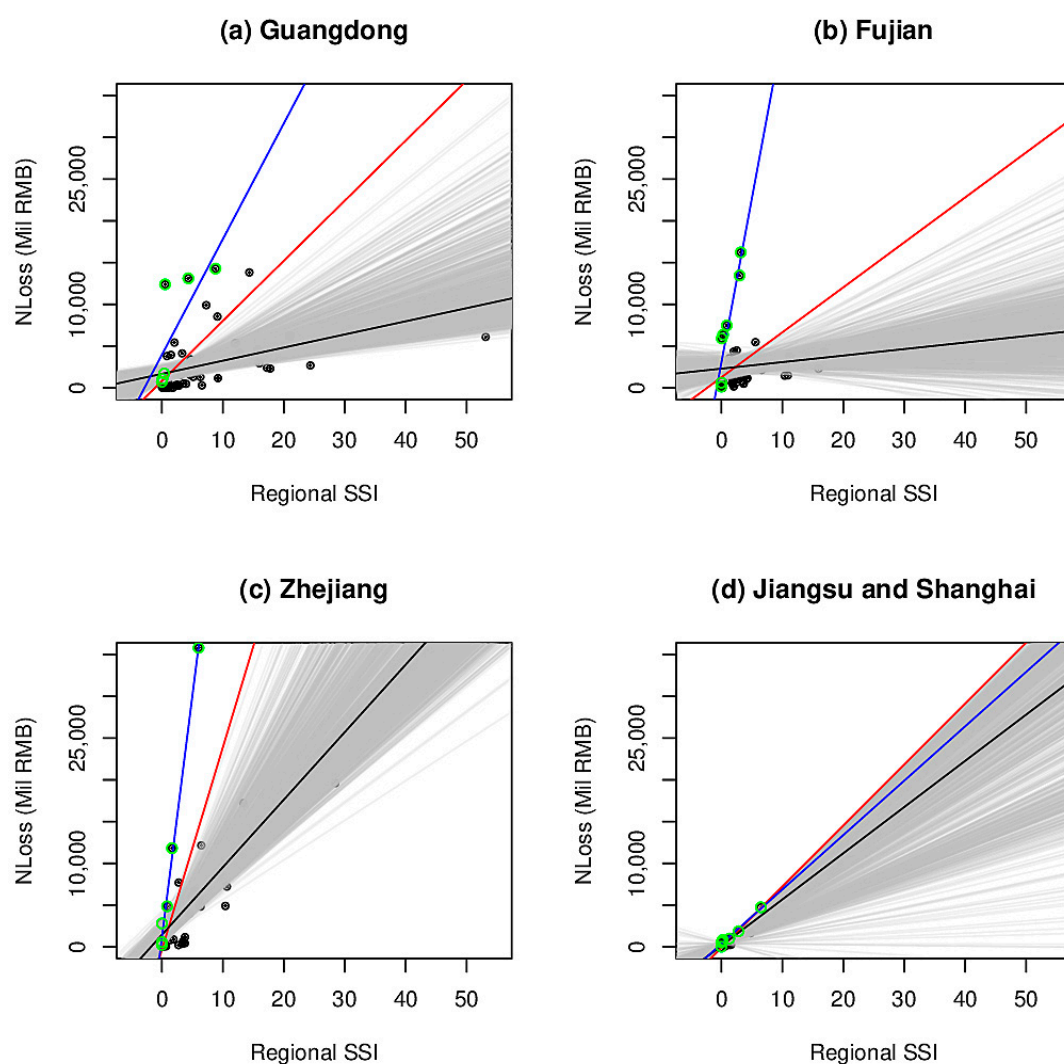 (a) Guangdong
NLoss (Mil RMB)
0
10,000
25,000
0 10 20 30 40 50
Regional SSI
(b) Fujian
NLoss (Mil RMB)
0
10,000
25,000
0 10 20 30 40 50
Regional SSI
(c) Zhejiang
NLoss (Mil RMB)
0
10,000
25,000
0 10 20 30 40 50
Regional SSI
(d) Jiangsu and Shanghai
NLoss (Mil RMB)
0
10,000
25,000
0 10 20 30 40 50
Regional SSI